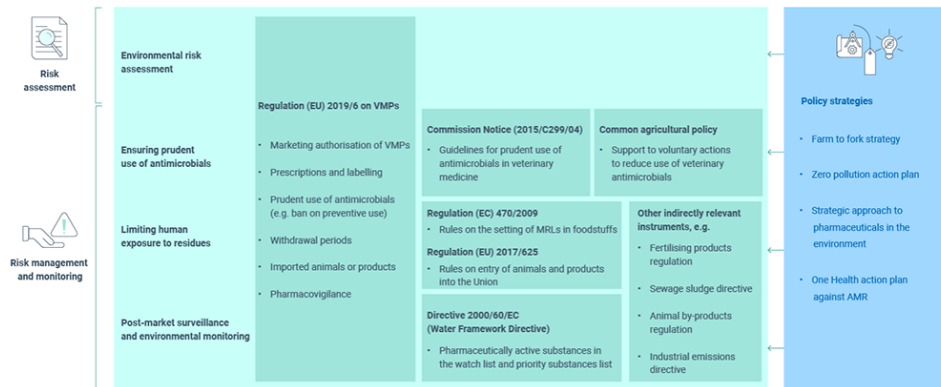 Risk
assessment
Risk management
and monitoring
Environmental risk
assessment
Ensuring prudent
use of antimicrobials
Limiting human
exposure to residues
Post-market surveillance
and environmental monitoring
Regulation (EU) 2019/6 on VMPs
• Marketing authorisation of VMPs
• Prescriptions and labelling
• Prudent use of antimicrobials
(e.g. ban on preventive use)
• Withdrawal periods
• Imported animals or products
• Pharmacovigilance
Commission Notice (2015/C299/04)
• Guidelines for prudent use of
antimicrobials in veterinary
medicine
Common agricultural policy
• Support to voluntary actions
to reduce use of veterinary
antimicrobials
Regulation (EC) 470/2009
• Rules on the setting of MRLs in foodstuffs
Regulation (EU) 2017/625
• Rules on entry of animals and products
into the Union
Directive 2000/60/EC
(Water Framework Directive)
• Pharmaceutically active substances in
the watch list and priority substances list
Other indirectly relevant
instruments, e.g.
• Fertilising products
regulation
• Sewage sludge directive
• Animal by-products
regulation
• Industrial emissions
directive
Policy strategies
• Farm to fork strategy
• Zero pollution action plan
• Strategic approach to
pharmaceuticals in the
environment
• One Health action plan
against AMR